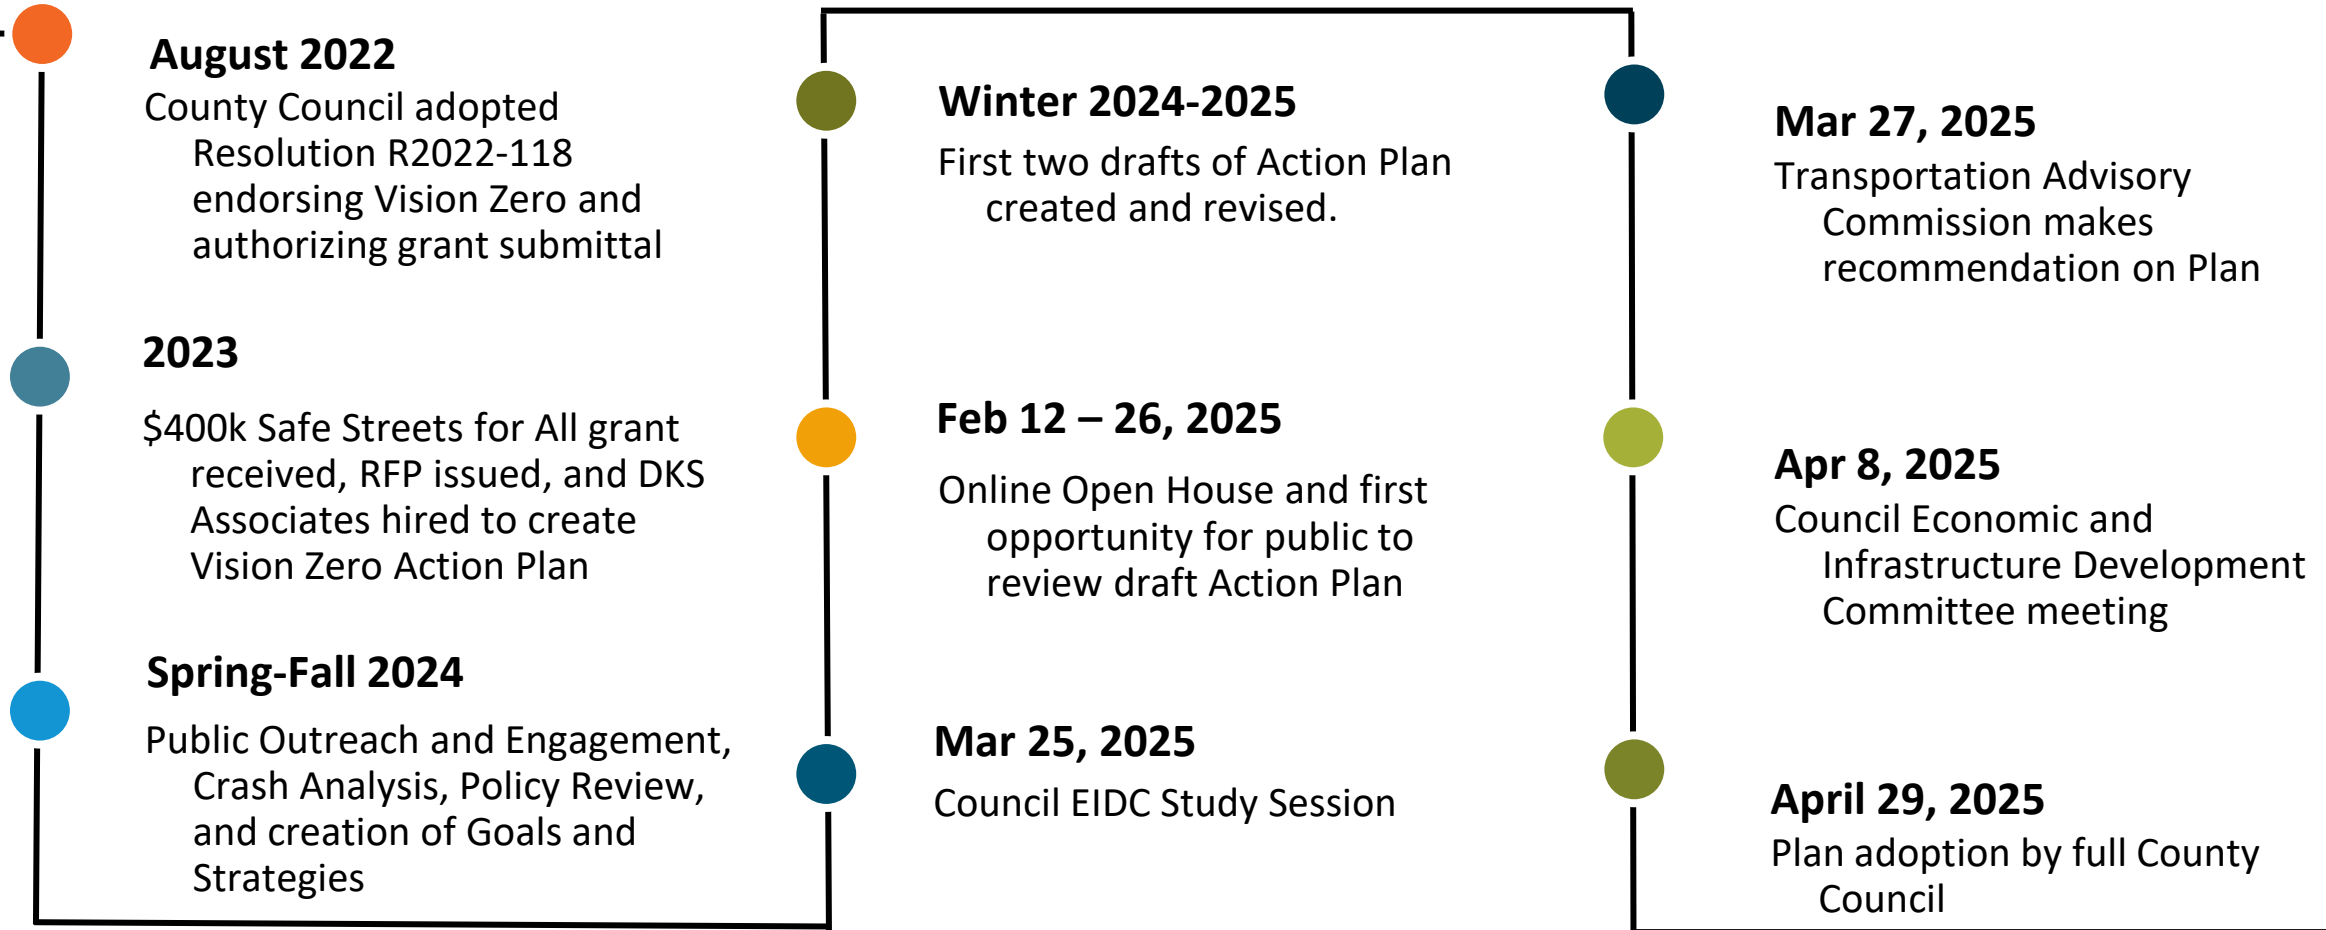 August 2022
County Council adopted
Resolution R2022-118
endorsing Vision Zero and
authorizing grant submittal
2023
$400k Safe Streets for All grant
received, RFP issued, and DKS
Associates hired to create
Vision Zero Action Plan
Spring-Fall 2024
Public Outreach and Engagement,
Crash Analysis, Policy Review,
and creation of Goals and
Strategies
Winter 2024-2025
First two drafts of Action Plan
created and revised.
Feb 12 – 26, 2025
Online Open House and first
opportunity for public to
review draft Action Plan
Mar 25, 2025
Council EIDC Study Session
Mar 27, 2025
Transportation Advisory
Commission makes
recommendation on Plan
Apr 8, 2025
Council Economic and
Infrastructure Development
Committee meeting
April 29, 2025
Plan adoption by full County
Council